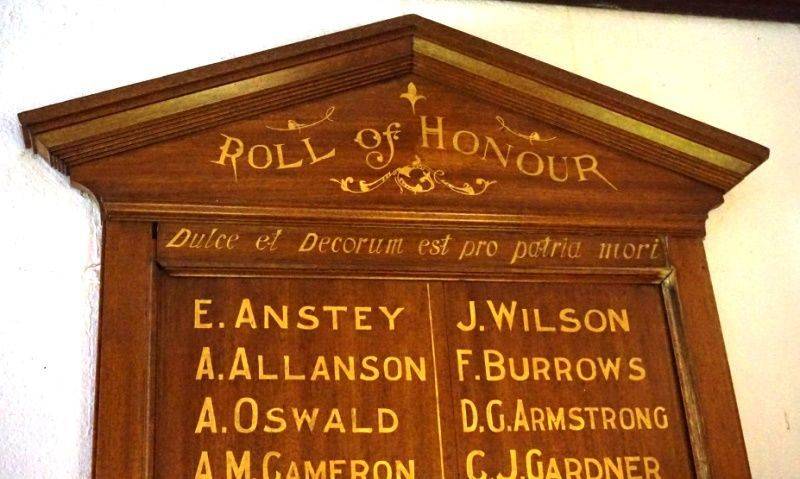 ROLL of HONOUR
Dulce et Decorum est pro patria mori
E. ANSTEY
A. ALLANSON
A. OSWALD
A.M. CAMERON
J. WILSON
F. BURROWS
D.G. ARMSTRONG
C.J. GARDNER